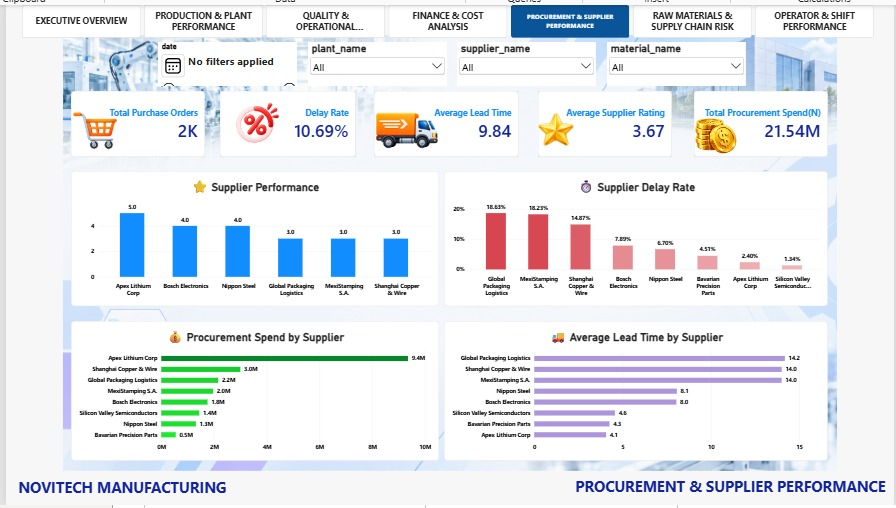 Clipboard
Data
Queries
Insert
Calculations
EXECUTIVE OVERVIEW
PRODUCTION & PLANT
PERFORMANCE
QUALITY &
OPERATIONAL...
FINANCE & COST
ANALYSIS
PROCUREMENT & SUPPLIER
PERFORMANCE
RAW MATERIALS &
SUPPLY CHAIN RISK
OPERATOR & SHIFT
PERFORMANCE
date
No filters applied
plant_name
All
supplier_name
All
material_name
All
Total Purchase Orders
2K
Delay Rate
10.69%
Average Lead Time
9.84
Average Supplier Rating
3.67
Total Procurement Spend(N)
21.54M
Supplier Performance
4
2
0
5.0
4.0
4.0
3.0
3.0
3.0
Apex Lithium
Corp
Bosch Electronics
Nippon Steel
Global Packaging
Logistics
MexiStamping
S.A.
Shanghai Copper
& Wire
Supplier Delay Rate
20%
10%
0%
18.63%
18.23%
14.87%
7.89%
6.70%
4.51%
2.40%
1.34%
Global
Packaging
Logistics
MexiStamping
S.A.
Shanghai
Copper &
Wire
Bosch
Electronics
Nippon Steel
Bavarian
Precision
Parts
Apex Lithium
Corp
Silicon Valley
Semiconduc...
Procurement Spend by Supplier
Apex Lithium Corp 9.4M
Shanghai Copper & Wire 3.0M
Global Packaging Logistics 2.2M
MexiStamping S.A. 2.0M
Bosch Electronics 1.8M
Silicon Valley Semiconductors 1.4M
Nippon Steel 1.3M
Bavarian Precision Parts 0.5M
0M 2M 4M 6M 8M 10M
Average Lead Time by Supplier
Global Packaging Logistics 14.2
Shanghai Copper & Wire 14.0
MexiStamping S.A. 14.0
Nippon Steel 8.1
Bosch Electronics 8.0
Silicon Valley Semiconductors 4.6
Bavarian Precision Parts 4.3
Apex Lithium Corp 4.1
0 5 10 15
NOVITECH MANUFACTURING
PROCUREMENT & SUPPLIER PERFORMANCE